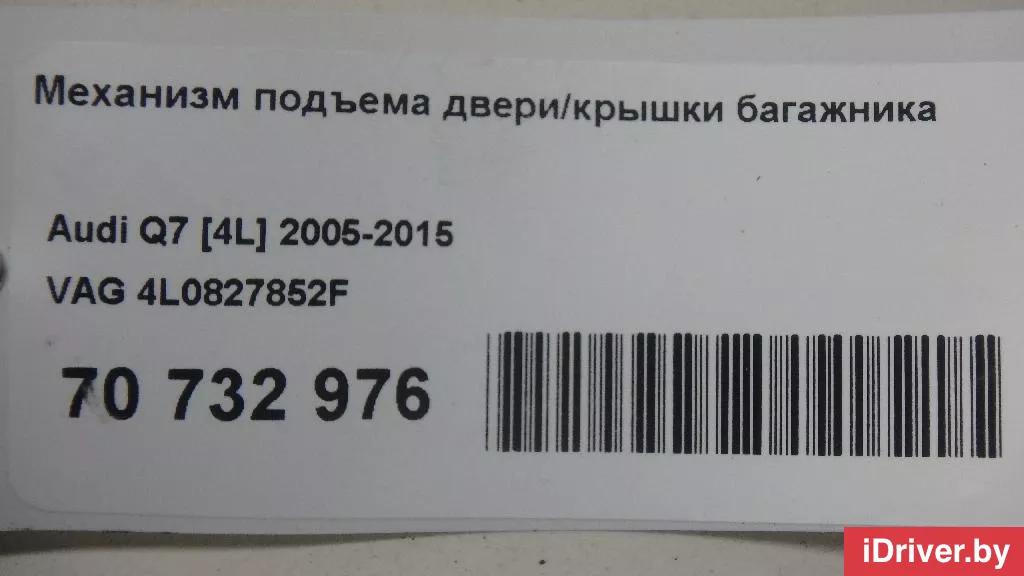 Механизм подъема двери/крышки багажника
Audi Q7 [4L] 2005-2015
VAG 4L0827852F
70 732 976
iDriver.by